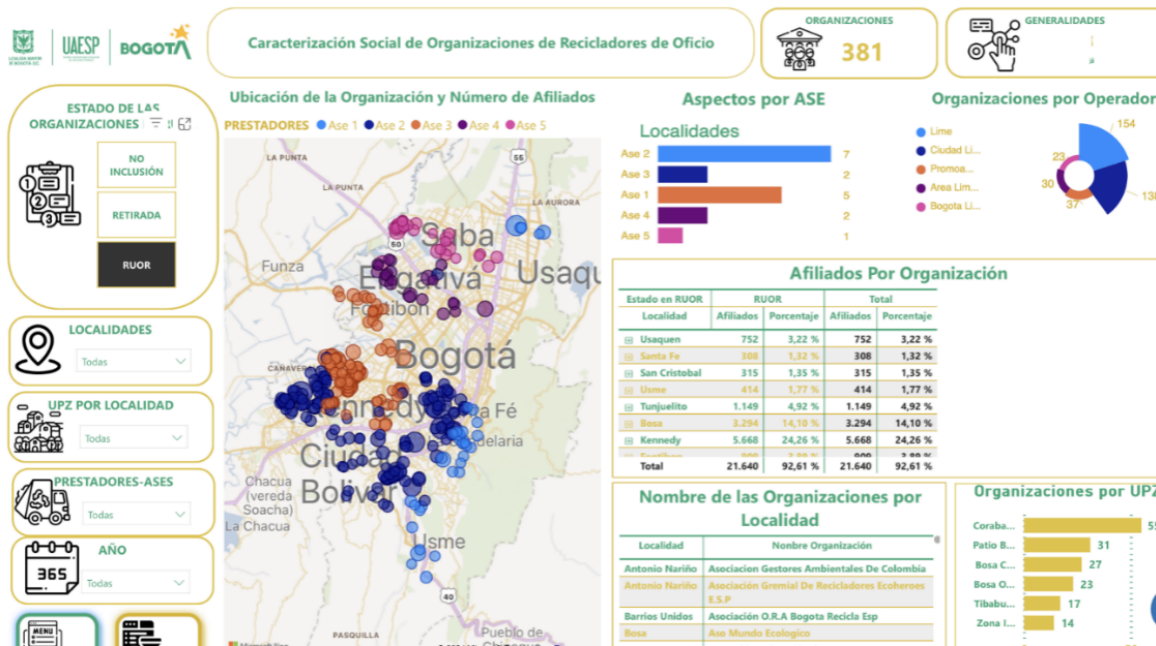 UAESP
BOGOTÁ
Caracterización Social de Organizaciones de Recicladores de Oficio
ORGANIZACIONES
381
GENERALIDADES
ESTADO DE LAS
ORGANIZACIONES
NO
INCLUSIÓN
RETIRADA
RUOR
LOCALIDADES
Todas
UPZ POR LOCALIDAD
Todas
PRESTADORES-ASES
Todas
AÑO
365
Todas
MENU
Ubicación de la Organización y Número de Afiliados
PRESTADORES Ase 1 Ase 2 Ase 3 Ase 4 Ase 5
LA PUNTA
55
LA PUNTA
LA AURORA
50
Suba
Funza
Engativá
Usaqu
Fontibon
Bogotá
Ciudad
Bolívar
Chacua
(vereda
Soacha)
La Chacua
Usme
40
PASQUILLA
Pueblo de
Aspectos por ASE
Localidades
Ase 2 7
Ase 3 2
Ase 1 5
Ase 4 2
Ase 5 1
Organizaciones por Operador
Lime
Ciudad Li...
Promoa...
Area Lim...
Bogota Li...
154
23
30
37
Afiliados Por Organización
Estado en RUOR RUOR Total
Localidad Afiliados Porcentaje Afiliados Porcentaje
Usaquen 752 3,22 % 752 3,22 %
Santa Fe 308 1,32 % 308 1,32 %
San Cristobal 315 1,35 % 315 1,35 %
Usme 414 1,77 % 414 1,77 %
Tunjuelito 1.149 4,92 % 1.149 4,92 %
Bosa 3.294 14,10 % 3.294 14,10 %
Kennedy 5.668 24,26 % 5.668 24,26 %
Total 21.640 92,61 % 21.640 92,61 %
Nombre de las Organizaciones por
Localidad
Localidad Nonbre Organización
Antonio Nariño Asociacion Gestores Ambientales De Colombia
Antonio Nariño Asociación Gremial De Recicladores Ecoherees
E.S.P
Barrios Unidos Asociación O.R.A Bogota Recicla Esp
Bosa Aso Mundo Ecologico
Organizaciones por UPZ
Coraba... 55
Patio B... 31
Bosa C... 27
Bosa O... 23
Tibabu... 17
Zona I... 14